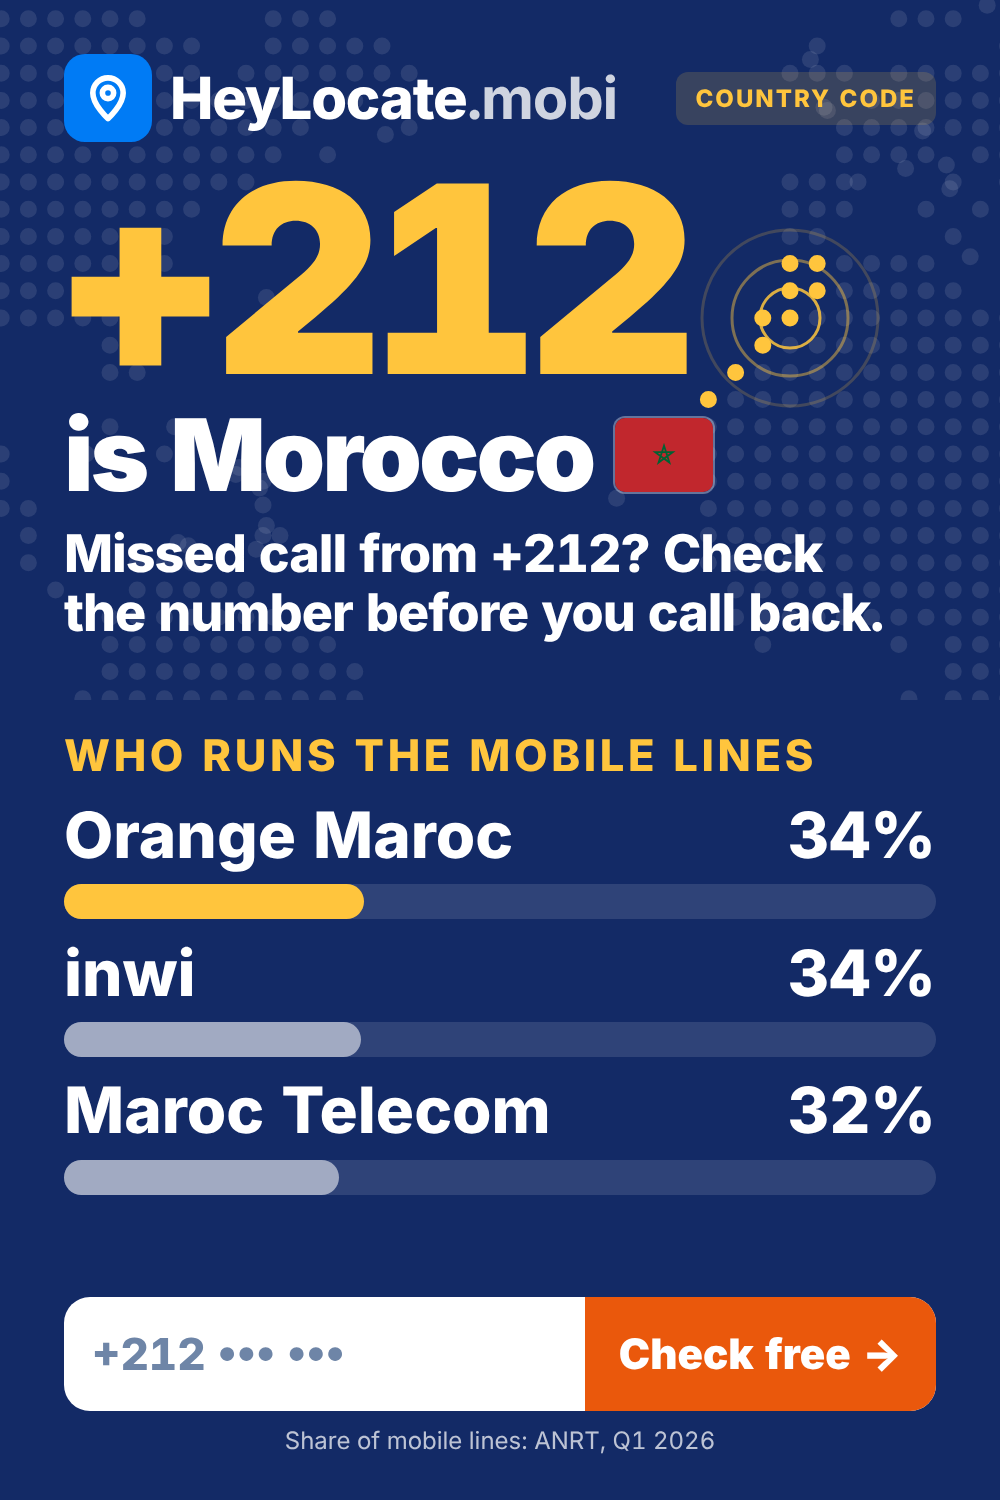 HeyLocate.mobi
COUNTRY CODE
+212
is Morocco
Missed call from +212? Check
the number before you call back.
WHO RUNS THE MOBILE LINES
Orange Maroc 34%
inwi 34%
Maroc Telecom 32%
+212 ••• •••
Check free →
Share of mobile lines: ANRT, Q1 2026